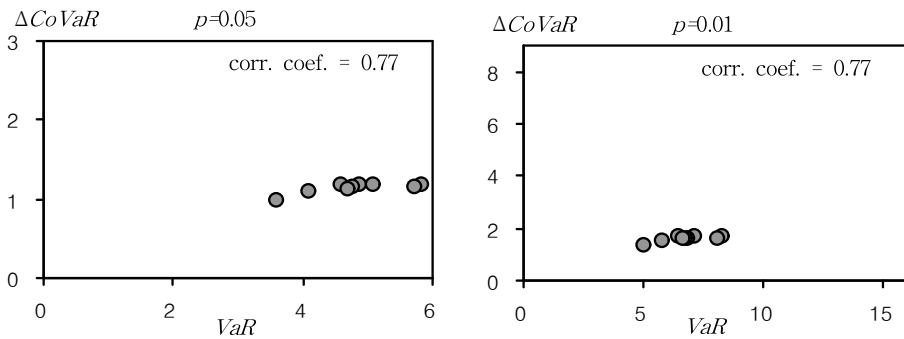 ΔCoVaR p=0.05
3
corr. coef. = 0.77
2
1
0
0 2 4 6
VaR
ΔCoVaR p=0.01
8
corr. coef. = 0.77
6
4
2
0
0 5 10 15
VaR